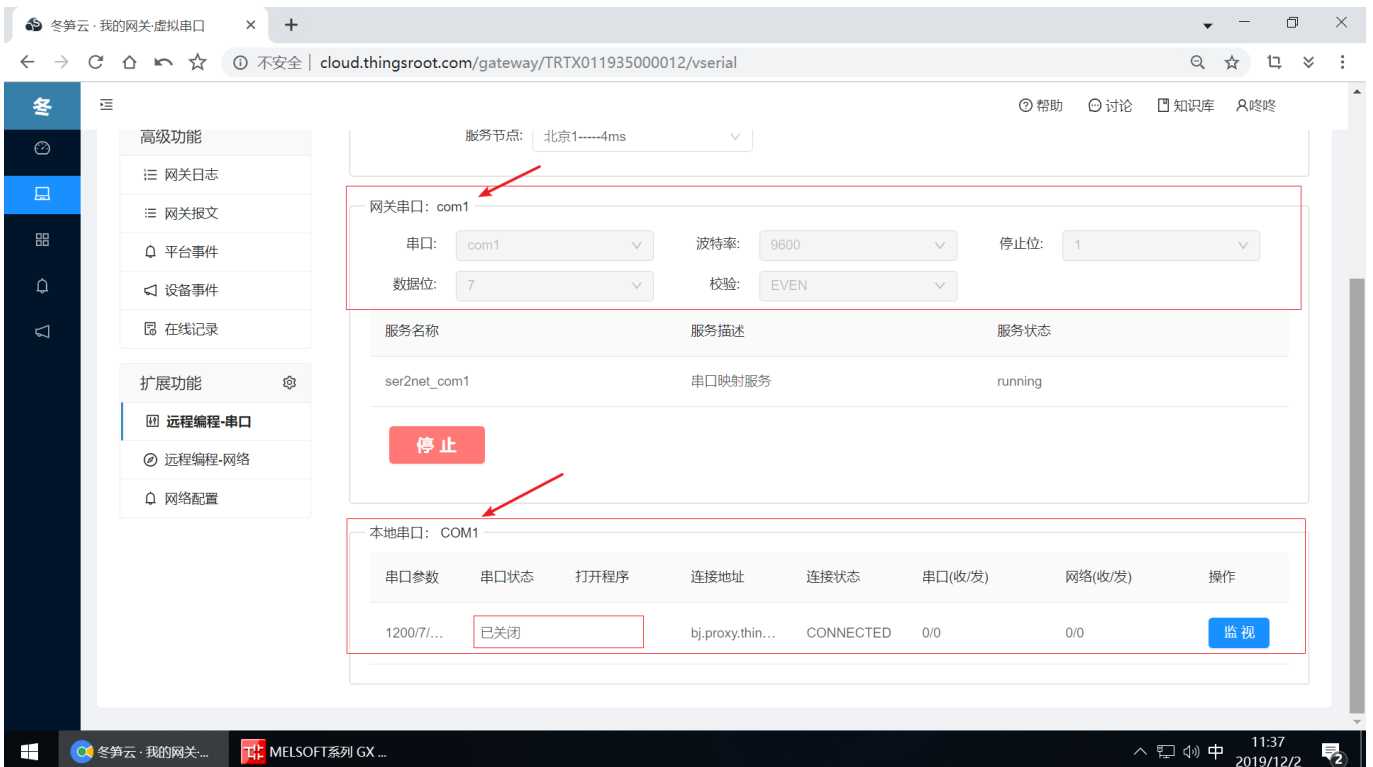 冬笋云 · 我的网关·虚拟串口
不安全 | cloud.thingsroot.com/gateway/TRTX011935000012/vserial
冬
帮助 讨论 知识库 咚咚
高级功能
网关日志
网关报文
平台事件
设备事件
在线记录
扩展功能
远程编程-串口
远程编程-网络
网络配置
服务节点: 北京1-----4ms
网关串口：com1
串口: com1 波特率: 9600 停止位: 1
数据位: 7 校验: EVEN
服务名称 服务描述 服务状态
ser2net_com1 串口映射服务 running
停 止
本地串口： COM1
串口参数 串口状态 打开程序 连接地址 连接状态 串口(收/发) 网络(收/发) 操作
1200/7/... 已关闭 bj.proxy.thin... CONNECTED 0/0 0/0 监 视
冬笋云 · 我的网关·... MELSOFT系列 GX ... 中 11:37
2019/12/2 2